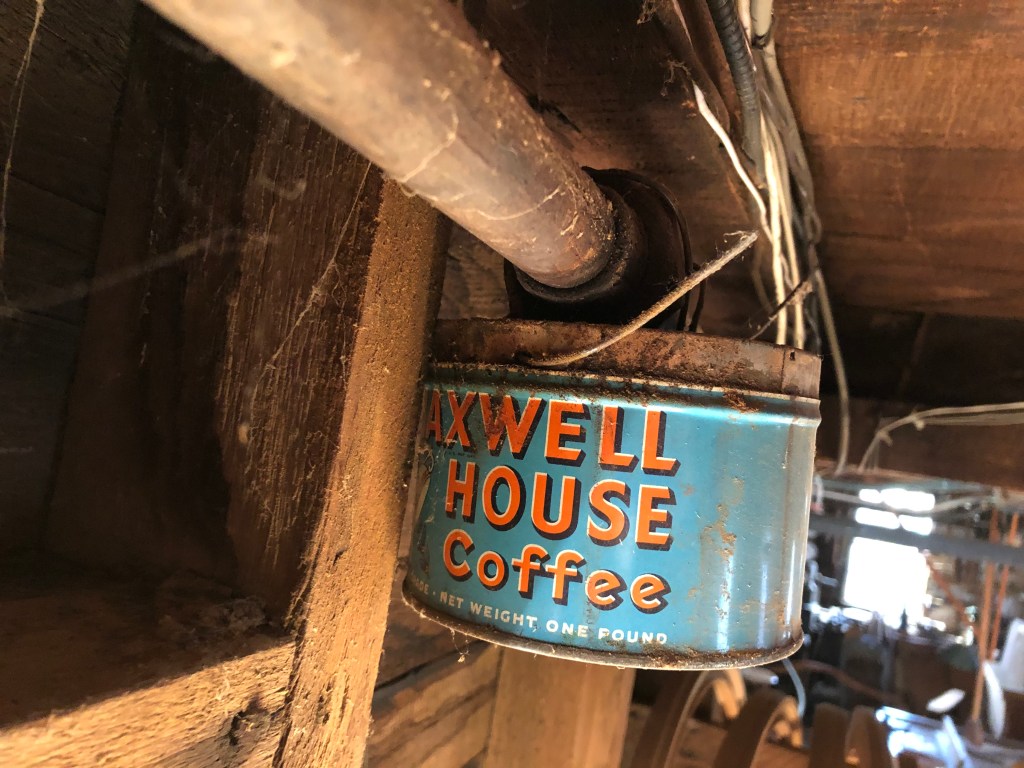 AXWELL
HOUSE
Coffee
· NET WEIGHT ONE POUND